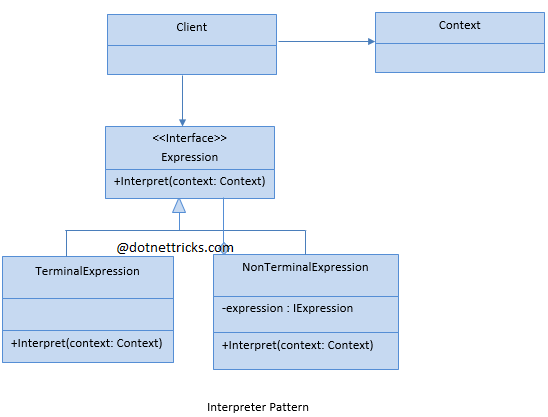 Client
Context
<<Interface>>
Expression
+Interpret(context: Context)
@dotnettricks.com
TerminalExpression
+Interpret(context: Context)
NonTerminalExpression
-expression : IExpression
+Interpret(context: Context)
Interpreter Pattern